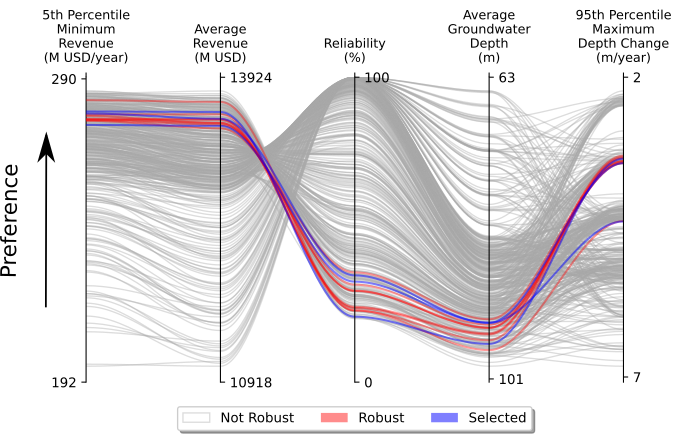 5th Percentile
Minimum
Revenue
(M USD/year)
Average
Revenue
(M USD)
Reliability
(%)
Average
Groundwater
Depth
(m)
95th Percentile
Maximum
Depth Change
(m/year)
290
13924
100
63
2
Preference
192
10918
0
101
7
Not Robust
Robust
Selected